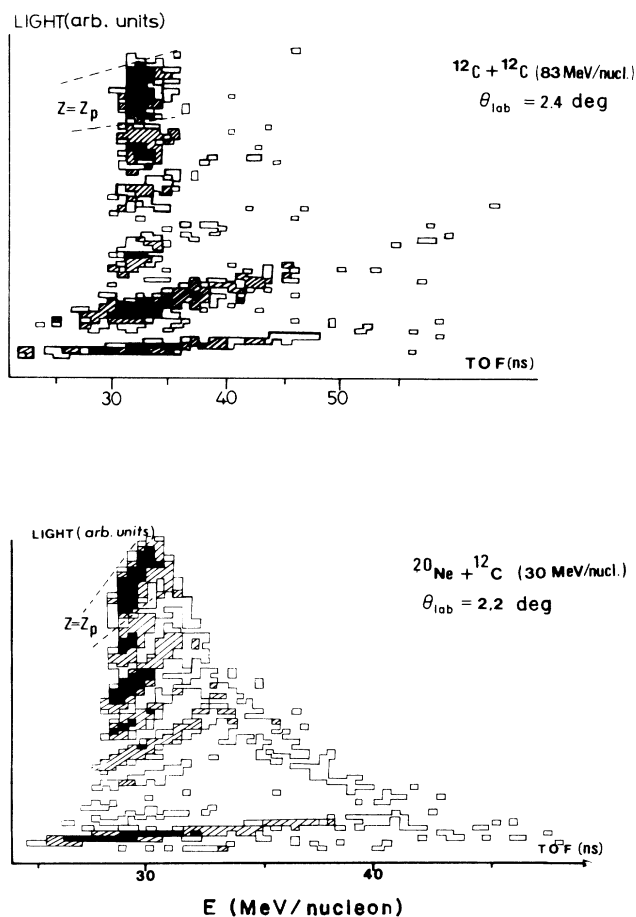 LIGHT(arb. units)
¹²C + ¹²C (83 MeV/nucl.)
θlab = 2.4 deg
Z = Zp
TOF(ns)
30 40 50
LIGHT (arb. units)
²⁰Ne + ¹²C (30 MeV/nucl.)
θlab = 2,2 deg
Z=Zp
TOF (ns)
30 40
E (MeV/nucleon)